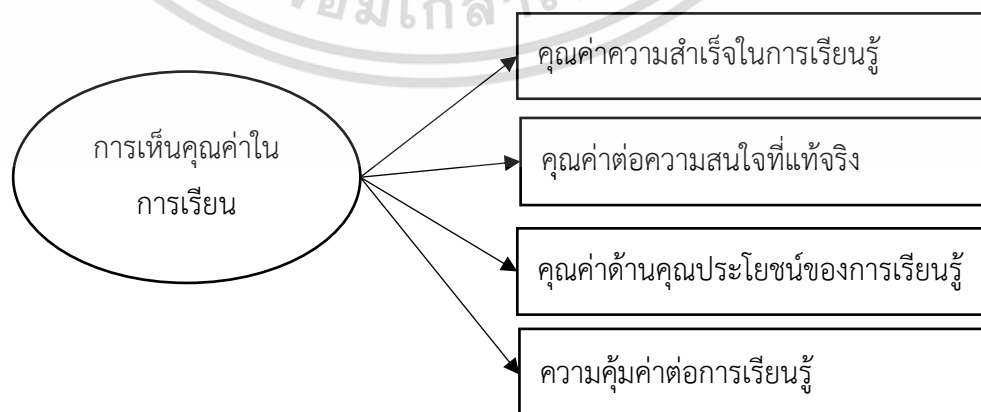 คุณค่าความสำเร็จในการเรียนรู้
การเห็นคุณค่าใน
การเรียน
คุณค่าต่อความสนใจที่แท้จริง
คุณค่าด้านคุณประโยชน์ของการเรียนรู้
ความคุ้มค่าต่อการเรียนรู้